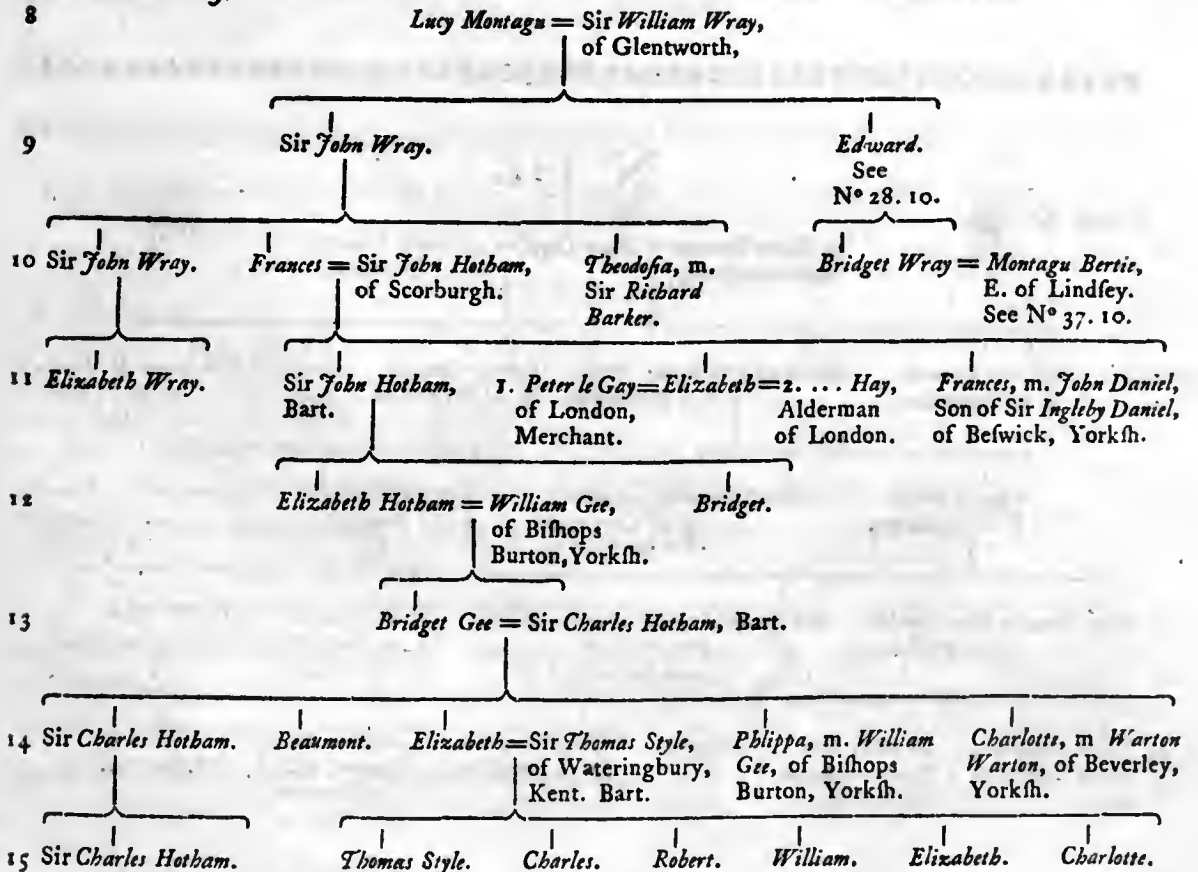 8 Lucy Montagu = Sir William Wray,
of Glentworth,
9 Sir John Wray. Edward.
See
Nº 28. 10.
10 Sir John Wray. Frances = Sir John Hotham, Theodoſia, m. Bridget Wray = Montagu Bertie,
of Scorburgh. Sir Richard E. of Lindſey.
Barker. See Nº 37. 10.
11 Elizabeth Wray. Sir John Hotham, 1. Peter le Gay = Elizabeth = 2. .... Hay, Frances, m. John Daniel,
Bart. of London, Alderman Son of Sir Ingleby Daniel,
Merchant. of London. of Beſwick, Yorkſh.
12 Elizabeth Hotham = William Gee, Bridget.
of Biſhops
Burton, Yorkſh.
13 Bridget Gee = Sir Charles Hotham, Bart.
14 Sir Charles Hotham. Beaumont. Elizabeth = Sir Thomas Style, Phlippa, m. William Charlotte, m Warton
of Wateringbury, Gee, of Biſhops Warton, of Beverley,
Kent. Bart. Burton, Yorkſh. Yorkſh.
15 Sir Charles Hotham. Thomas Style. Charles. Robert. William. Elizabeth. Charlotte.